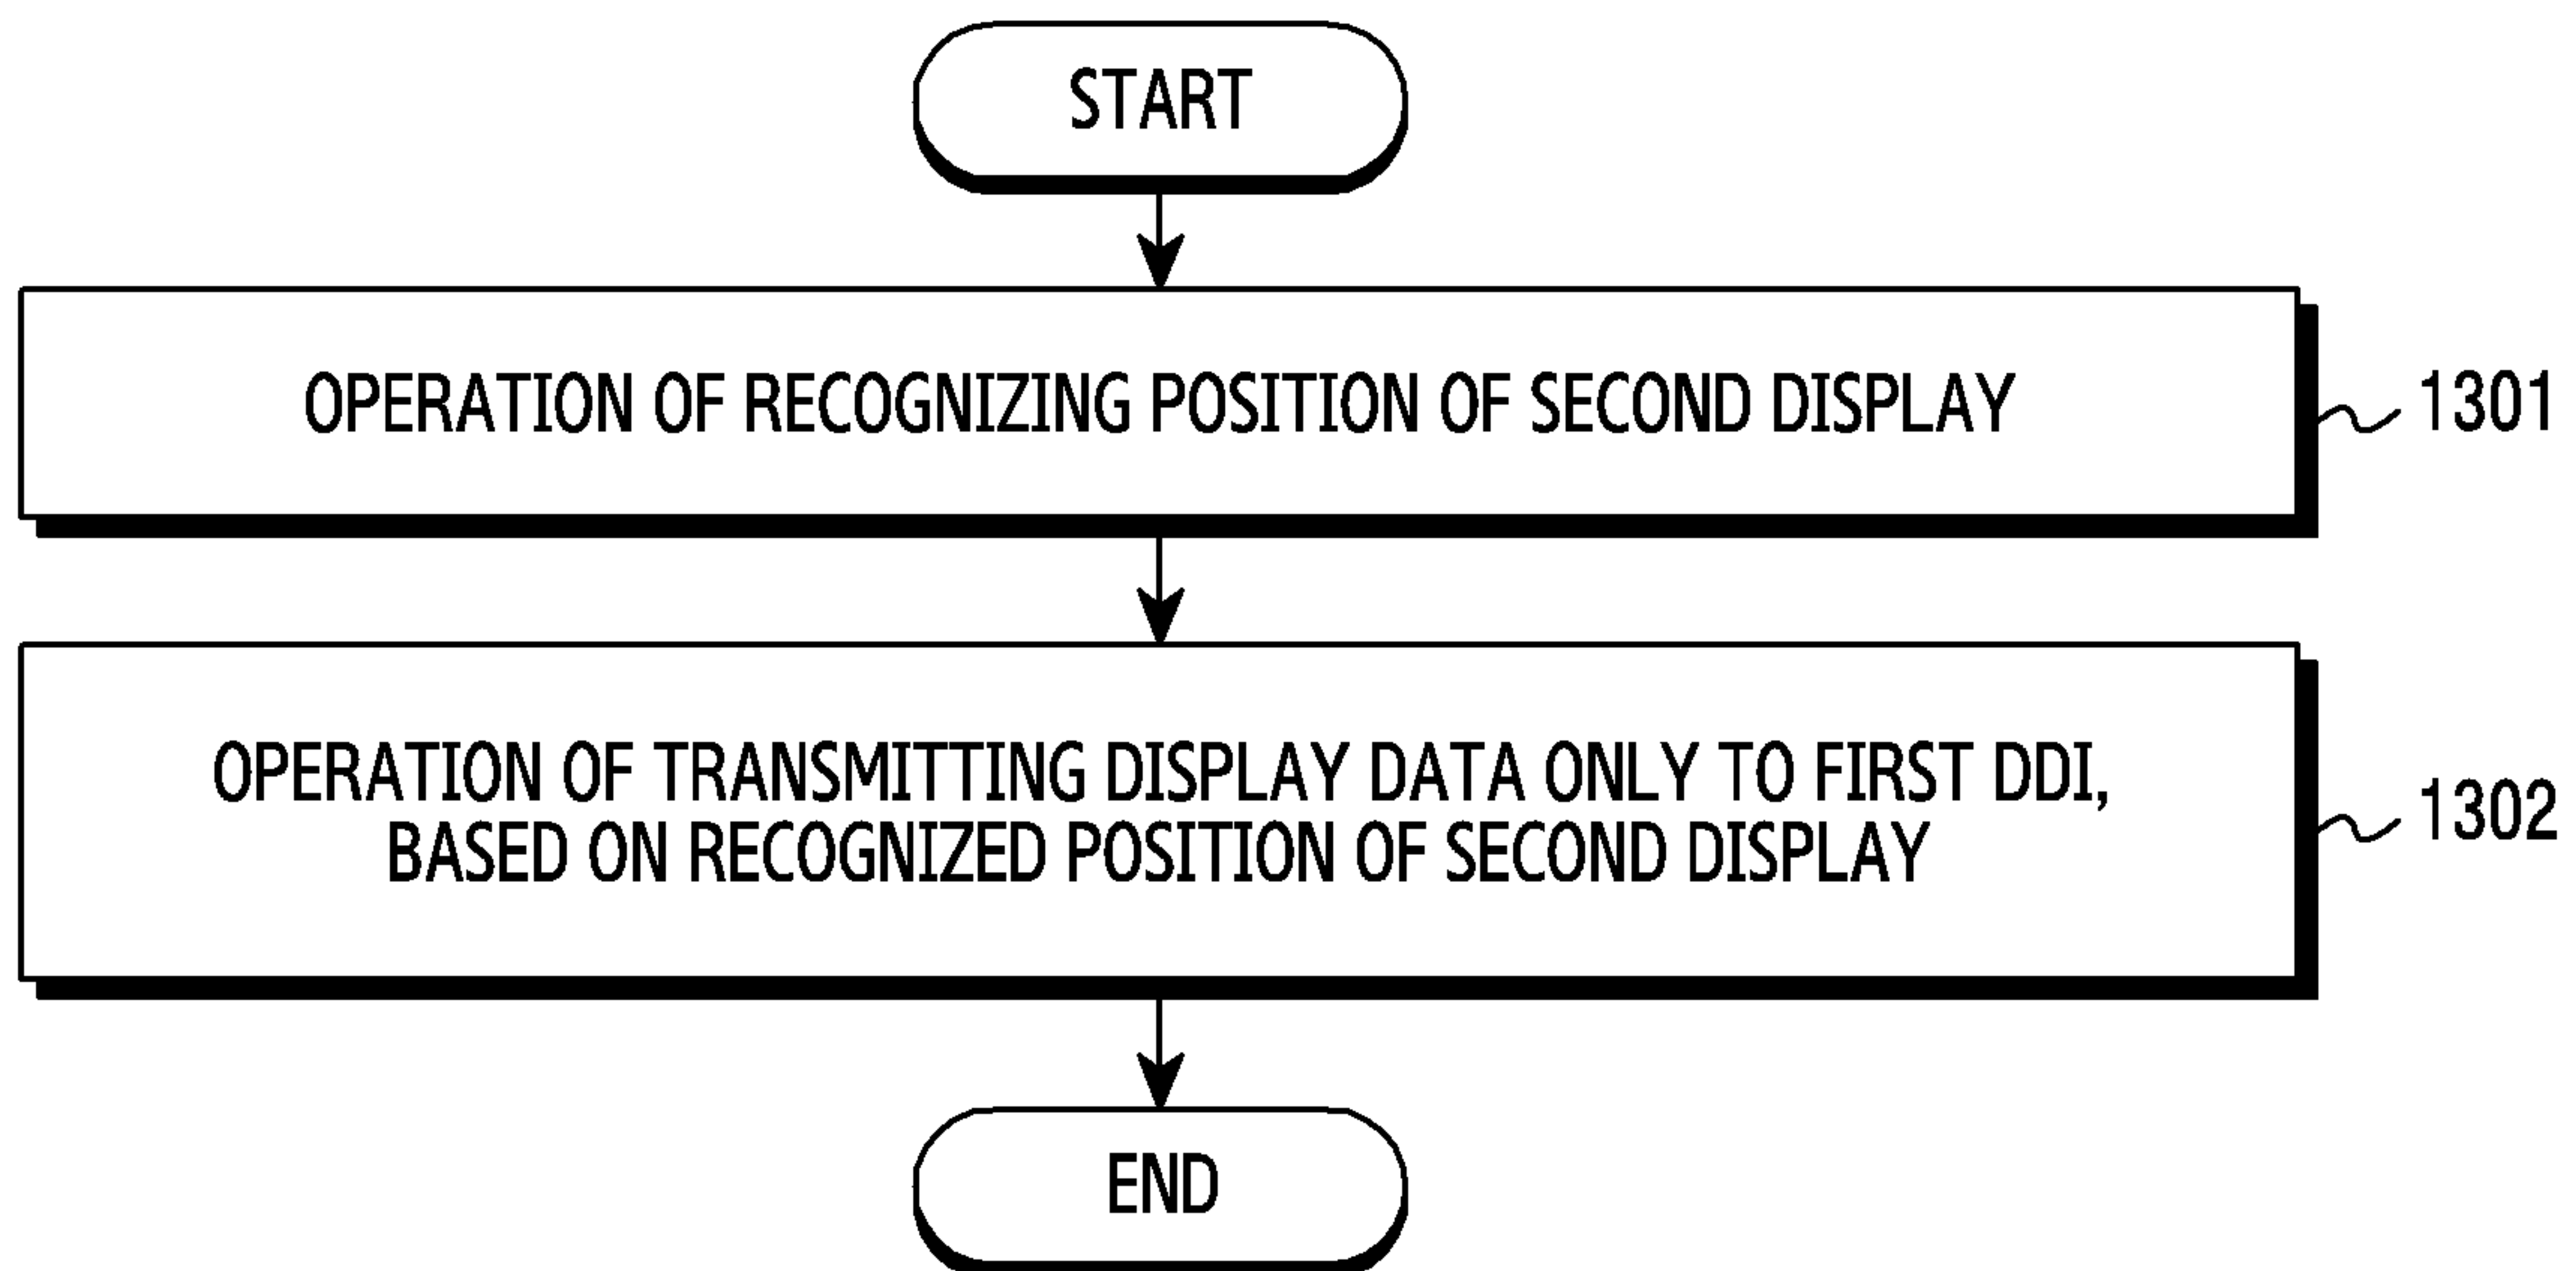 START
OPERATION OF RECOGNIZING POSITION OF SECOND DISPLAY
1301
OPERATION OF TRANSMITTING DISPLAY DATA ONLY TO FIRST DDI,
BASED ON RECOGNIZED POSITION OF SECOND DISPLAY
1302
END